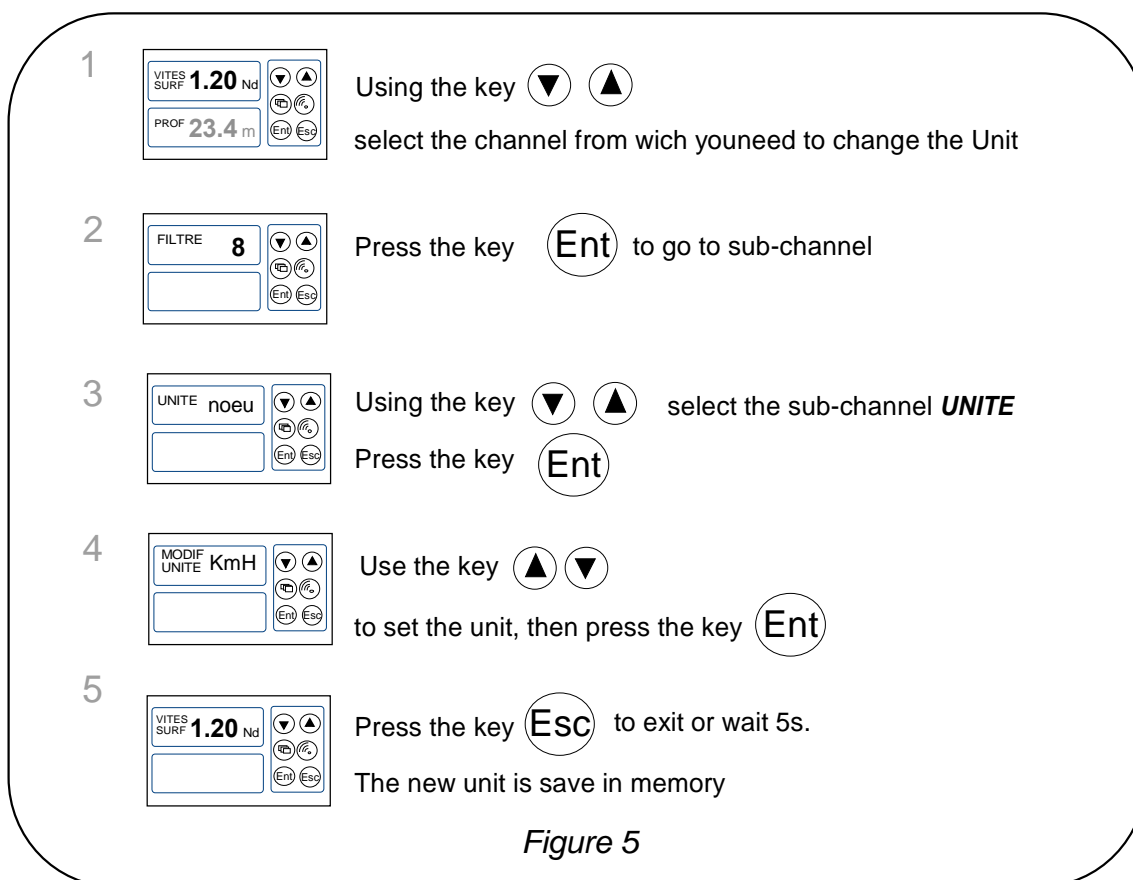 1
VITES
SURF 1.20 Nd
PROF 23.4 m
Ent Esc
Using the key
select the channel from wich youneed to change the Unit
2
FILTRE 8
Ent Esc
Press the key Ent to go to sub-channel
3
UNITE noeu
Ent Esc
Using the key select the sub-channel UNITE
Press the key Ent
4
MODIF
UNITE KmH
Ent Esc
Use the key
to set the unit, then press the key Ent
5
VITES
SURF 1.20 Nd
Ent Esc
Press the key Esc to exit or wait 5s.
The new unit is save in memory
Figure 5